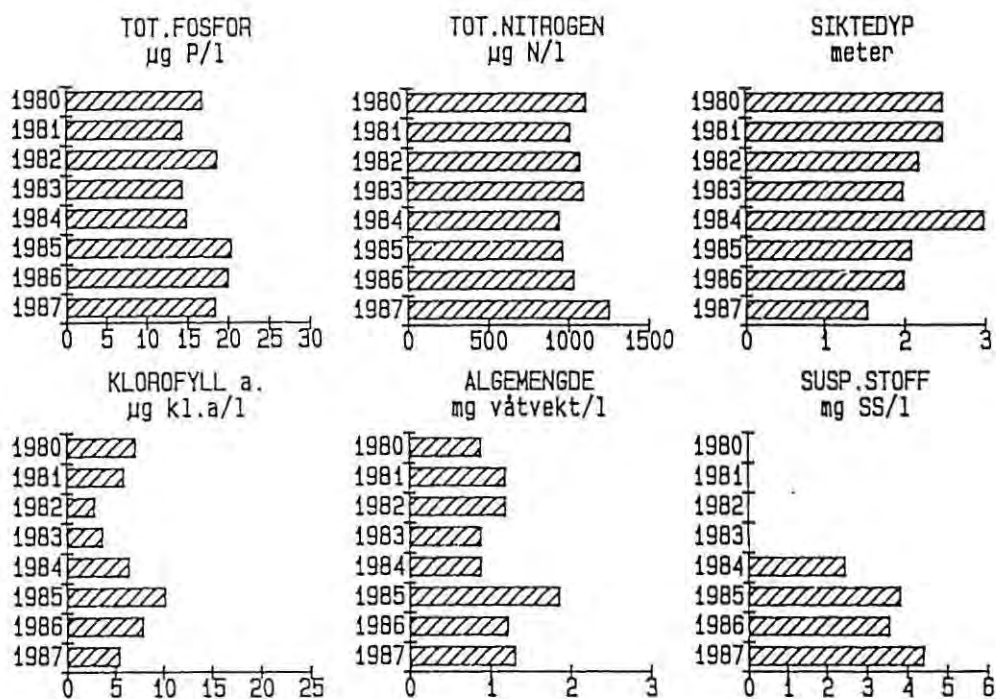 TOT.FOSFOR
µg P/l
1980
1981
1982
1983
1984
1985
1986
1987
0 5 10 15 20 25 30
TOT.NITROGEN
µg N/l
1980
1981
1982
1983
1984
1985
1986
1987
0 500 1000 1500
SIKTEDYP
meter
1980
1981
1982
1983
1984
1985
1986
1987
0 1 2 3
KLOROFYLL a.
µg kl.a/l
1980
1981
1982
1983
1984
1985
1986
1987
0 5 10 15 20 25
ALGEMENGDE
mg våtvekt/l
1980
1981
1982
1983
1984
1985
1986
1987
0 1 2 3
SUSP.STOFF
mg SS/l
1980
1981
1982
1983
1984
1985
1986
1987
0 1 2 3 4 5 6